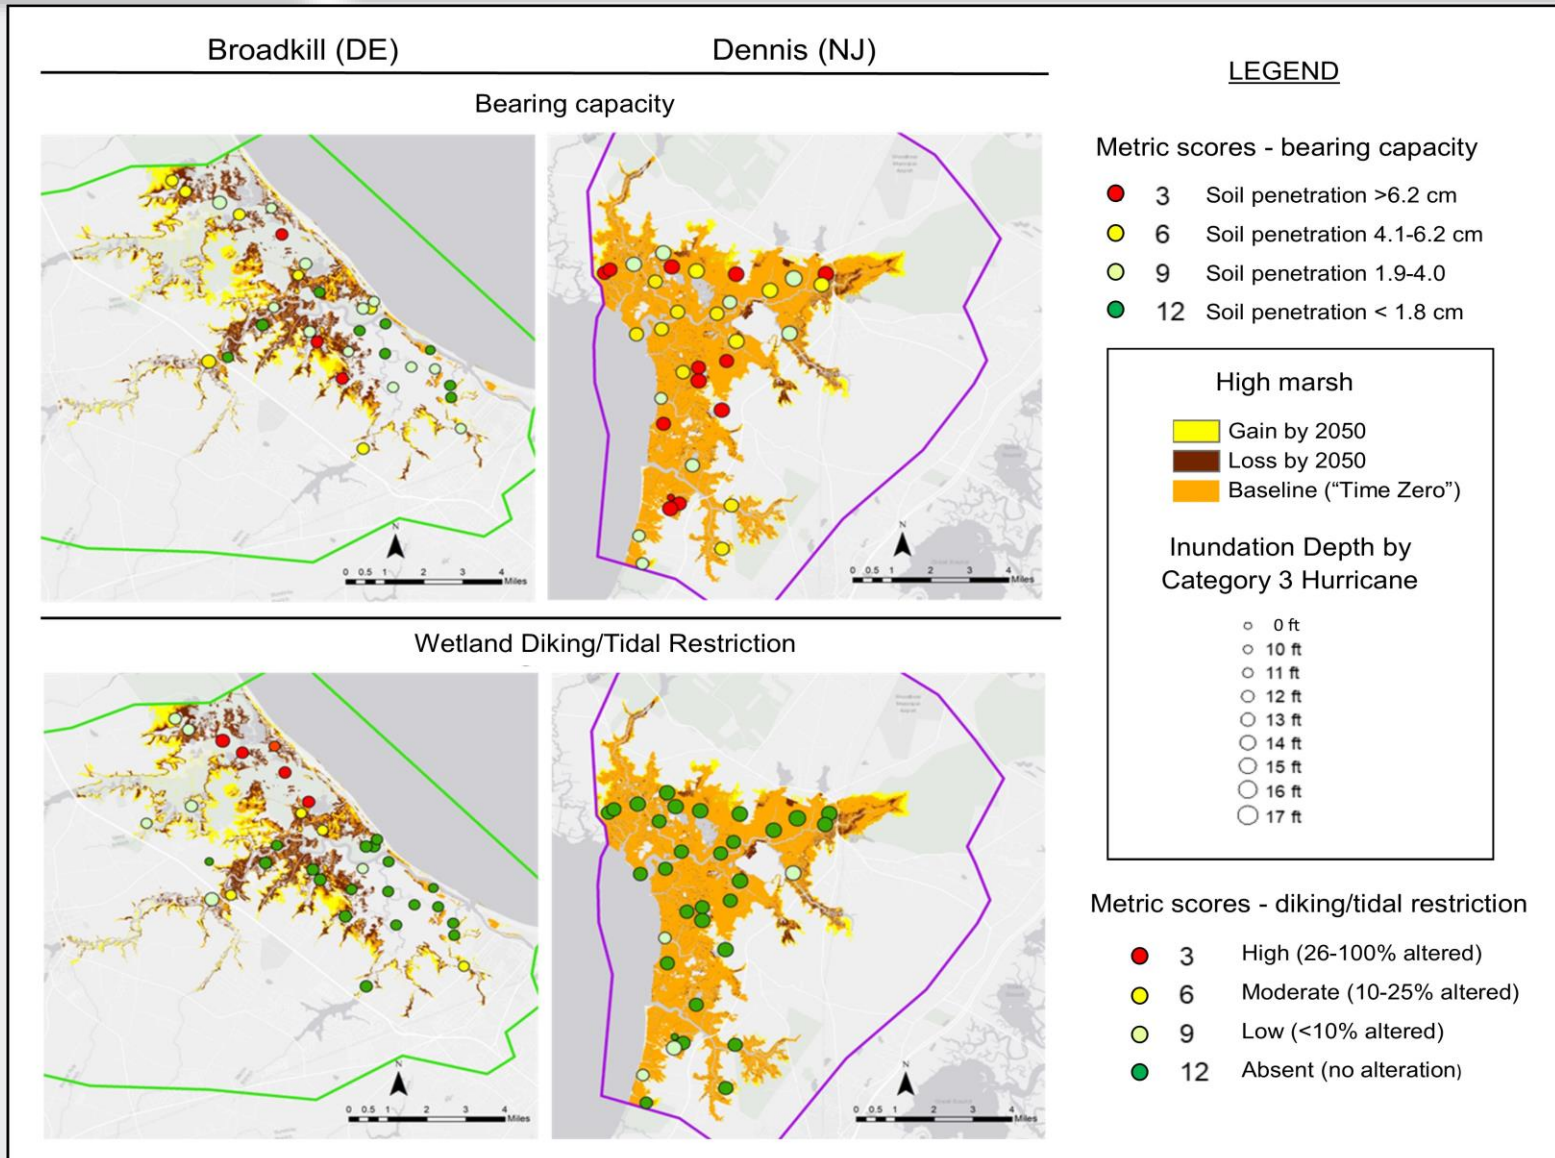 Broadkill (DE)
Dennis (NJ)
Bearing capacity
N
0 0.5 1 2 3 4
Miles
N
0 0.5 1 2 3 4
Miles
Wetland Diking/Tidal Restriction
N
0 0.5 1 2 3 4
Miles
N
0 0.5 1 2 3 4
Miles
LEGEND
Metric scores - bearing capacity
3 Soil penetration >6.2 cm
6 Soil penetration 4.1-6.2 cm
9 Soil penetration 1.9-4.0
12 Soil penetration < 1.8 cm
High marsh
Gain by 2050
Loss by 2050
Baseline (“Time Zero”)
Inundation Depth by
Category 3 Hurricane
0 ft
10 ft
11 ft
12 ft
13 ft
14 ft
15 ft
16 ft
17 ft
Metric scores - diking/tidal restriction
3 High (26-100% altered)
6 Moderate (10-25% altered)
9 Low (<10% altered)
12 Absent (no alteration)